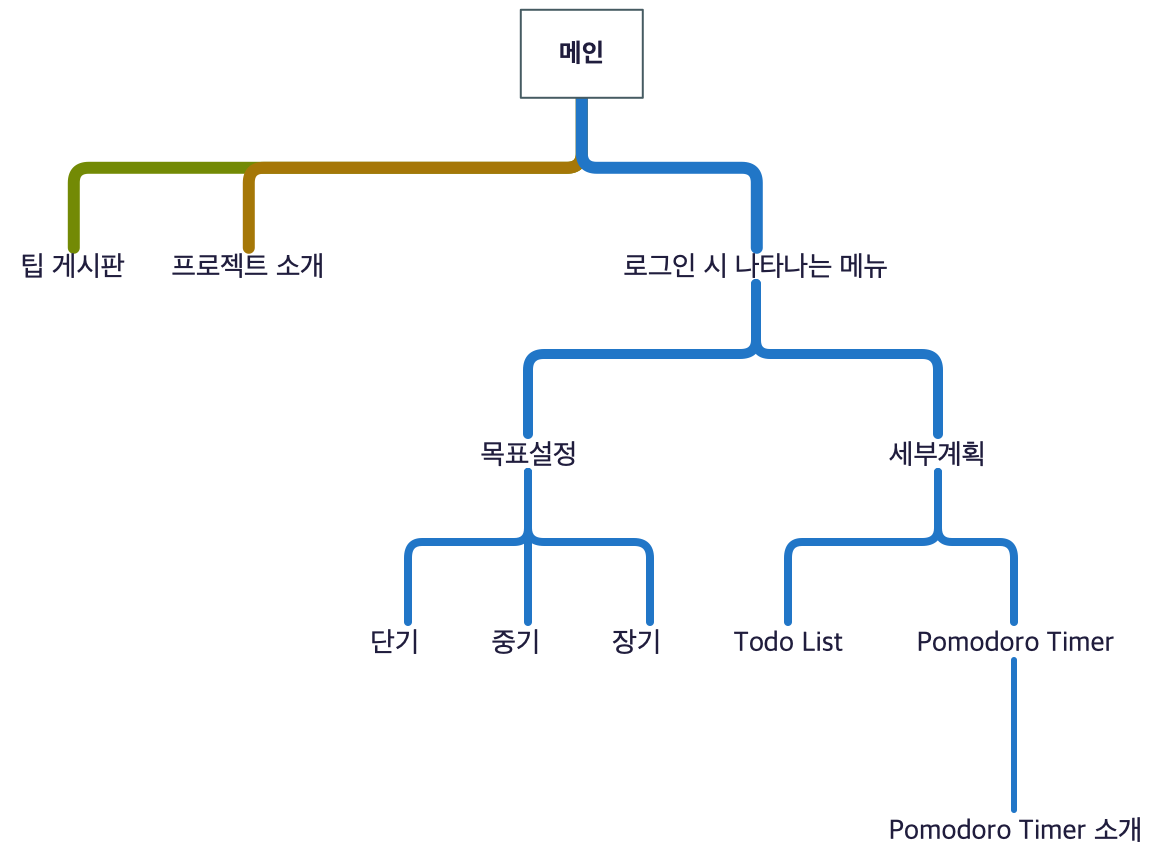 메인
팁 게시판
프로젝트 소개
로그인 시 나타나는 메뉴
목표설정
세부계획
단기
중기
장기
Todo List
Pomodoro Timer
Pomodoro Timer 소개